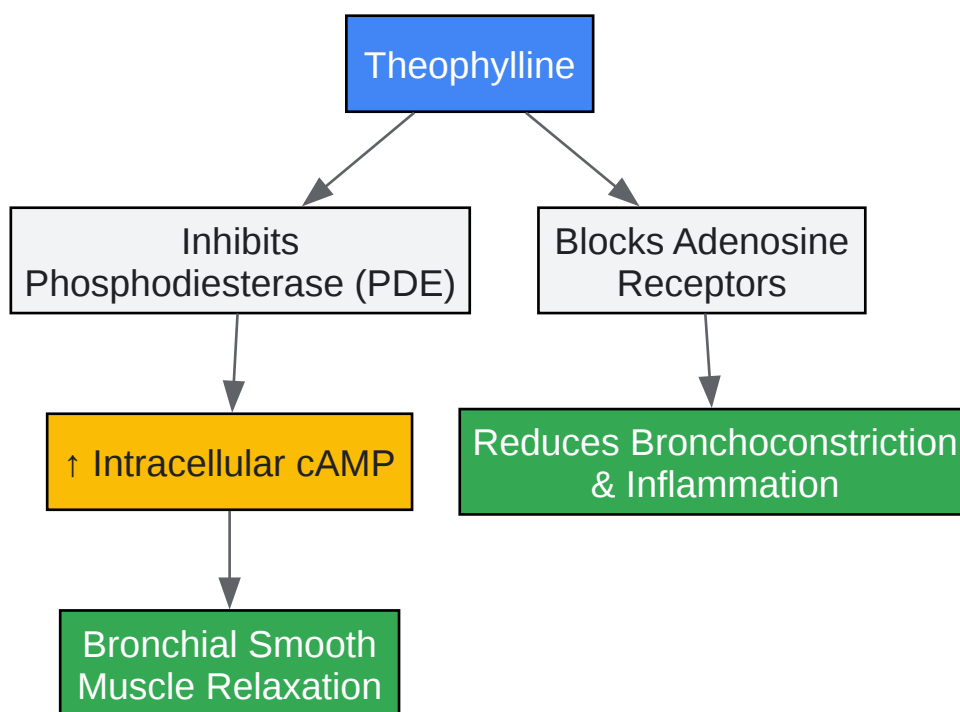 Theophylline
Inhibits
Phosphodiesterase (PDE)
Blocks Adenosine
Receptors
↑ Intracellular cAMP
Reduces Bronchoconstriction
& Inflammation
Bronchial Smooth
Muscle Relaxation